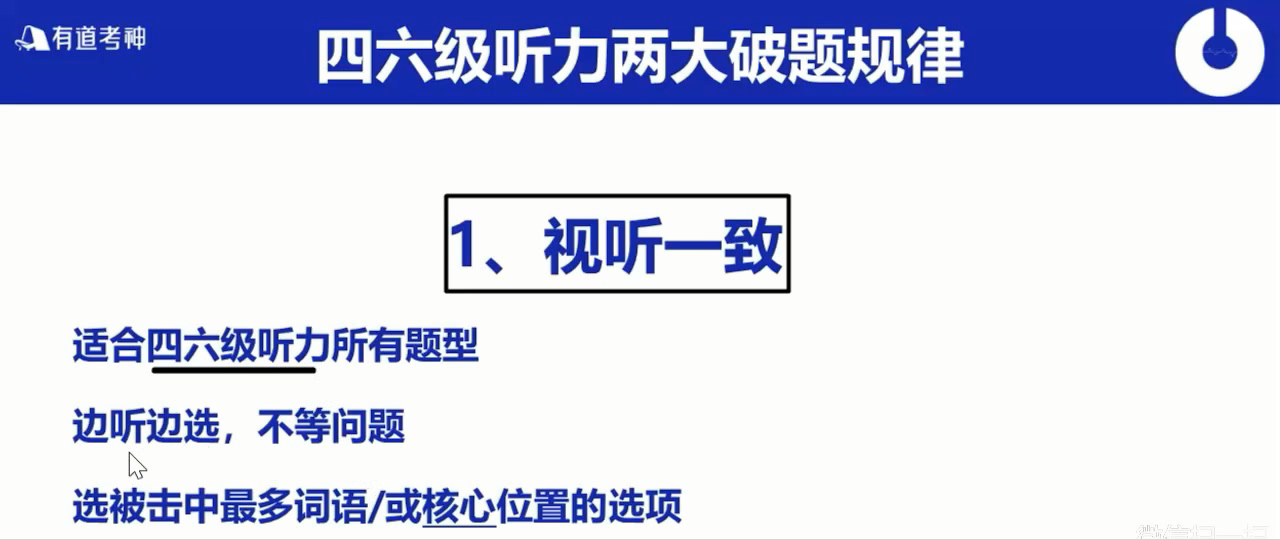 有道考神
四六级听力两大破题规律
1、视听一致
适合四六级听力所有题型
边听边选，不等问题
选被击中最多词语/或核心位置的选项